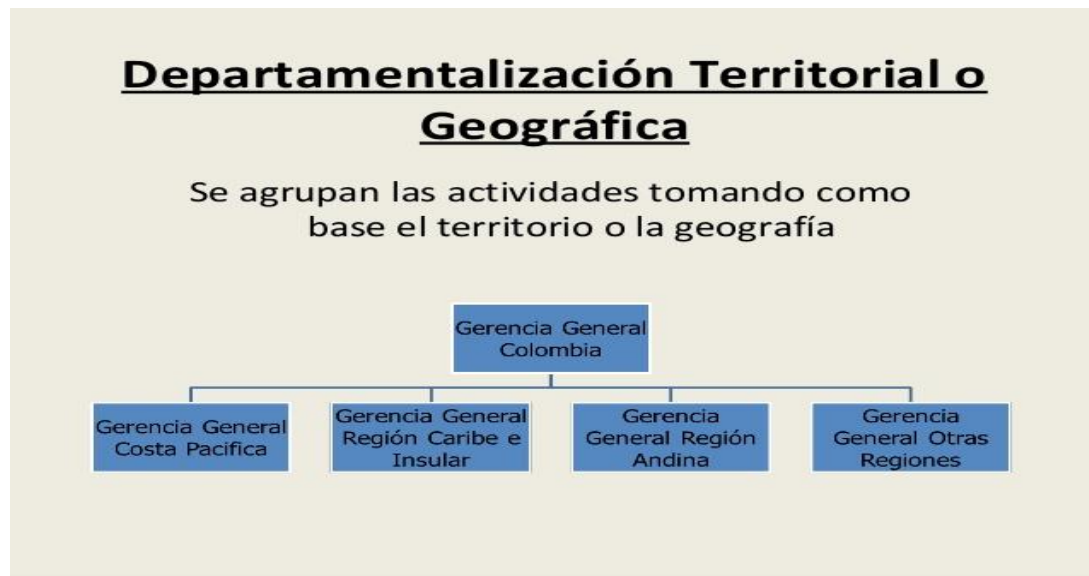 Departamentalización Territorial o
Geográfica
Se agrupan las actividades tomando como
base el territorio o la geografía
Gerencia General
Colombia
Gerencia General
Costa Pacifica
Gerencia General
Región Caribe e
Insular
Gerencia
General Región
Andina
Gerencia
General Otras
Regiones